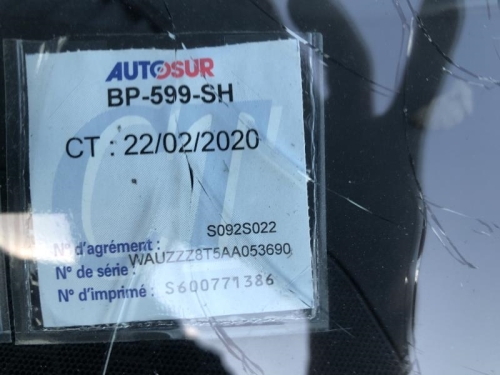 AUTOSUR
BP-599-SH
CT : 22/02/2020
S092S022
N° d'agrément :
WAUZZZ8T5AA053690
N° de série :
N° d'imprimé : S600771386